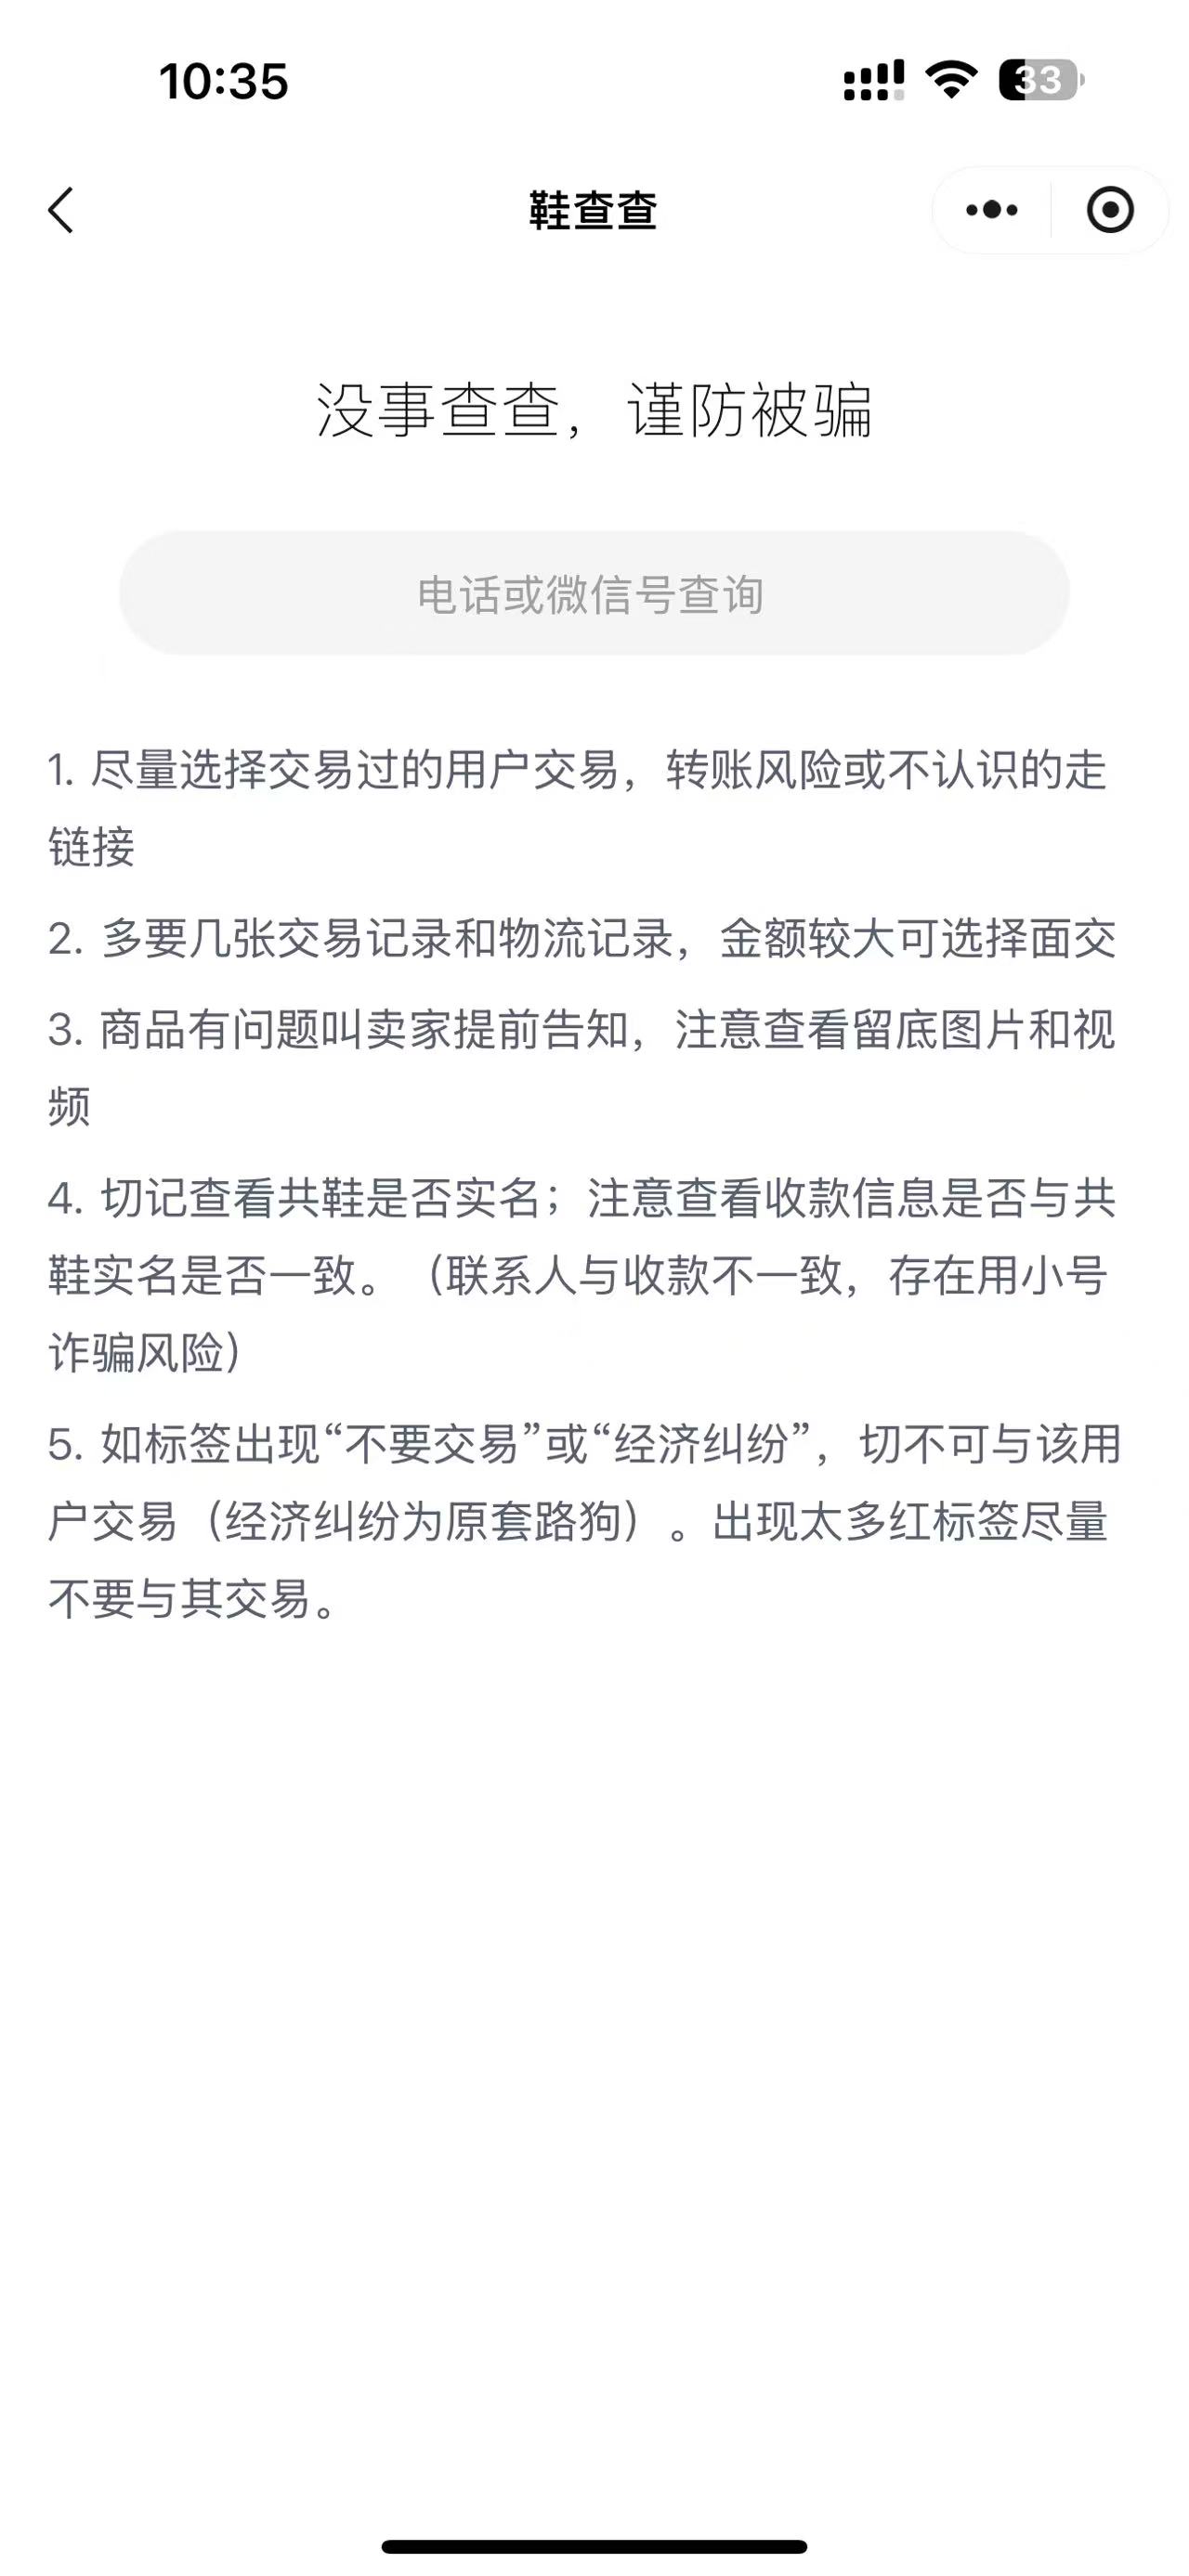 10:35
33
鞋查查
没事查查，谨防被骗
电话或微信号查询
1. 尽量选择交易过的用户交易，转账风险或不认识的走
链接
2. 多要几张交易记录和物流记录，金额较大可选择面交
3. 商品有问题叫卖家提前告知，注意查看留底图片和视
频
4. 切记查看共鞋是否实名；注意查看收款信息是否与共
鞋实名是否一致。（联系人与收款不一致，存在用小号
诈骗风险）
5. 如标签出现“不要交易”或“经济纠纷”，切不可与该用
户交易（经济纠纷为原套路狗）。出现太多红标签尽量
不要与其交易。